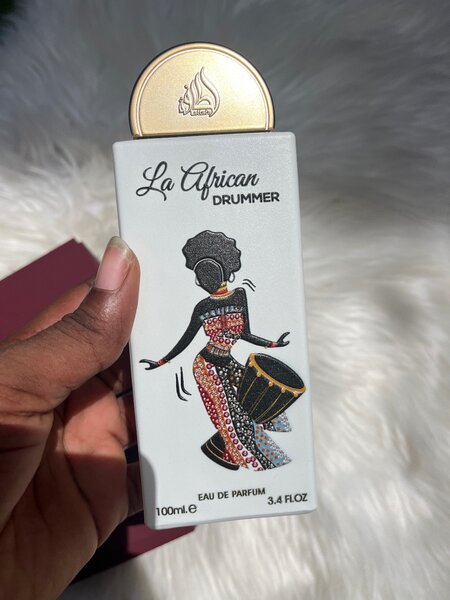 La African
DRUMMER
EAU DE PARFUM
100ml.e
3.4 FL.OZ